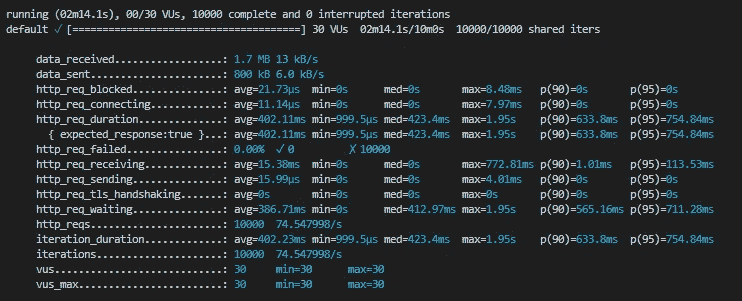 running (02m14.1s), 00/30 VUs, 10000 complete and 0 interrupted iterations
default ✓ [======================================] 30 VUs  02m14.1s/10m0s  10000/10000 shared iters
data_received..................: 1.7 MB 13 kB/s
data_sent......................: 800 kB 6.0 kB/s
http_req_blocked...............: avg=21.73µs  min=0s      med=0s       max=8.48ms   p(90)=0s       p(95)=0s
http_req_connecting............: avg=11.14µs  min=0s      med=0s       max=7.97ms   p(90)=0s       p(95)=0s
http_req_duration..............: avg=402.11ms min=999.5µs med=423.4ms  max=1.95s    p(90)=633.8ms  p(95)=754.84ms
{ expected_response:true }...: avg=402.11ms min=999.5µs med=423.4ms  max=1.95s    p(90)=633.8ms  p(95)=754.84ms
http_req_failed................: 0.00%  ✓ 0        ✗ 10000
http_req_receiving.............: avg=15.38ms  min=0s      med=0s       max=772.81ms p(90)=1.01ms   p(95)=113.53ms
http_req_sending...............: avg=15.99µs  min=0s      med=0s       max=4.01ms   p(90)=0s       p(95)=0s
http_req_tls_handshaking.......: avg=0s       min=0s      med=0s       max=0s       p(90)=0s       p(95)=0s
http_req_waiting...............: avg=386.71ms min=0s      med=412.97ms max=1.95s    p(90)=565.16ms p(95)=711.28ms
http_reqs......................: 10000  74.547998/s
iteration_duration.............: avg=402.23ms min=999.5µs med=423.4ms  max=1.95s    p(90)=633.8ms  p(95)=754.84ms
iterations.....................: 10000  74.547998/s
vus............................: 30     min=30     max=30
vus_max........................: 30     min=30     max=30